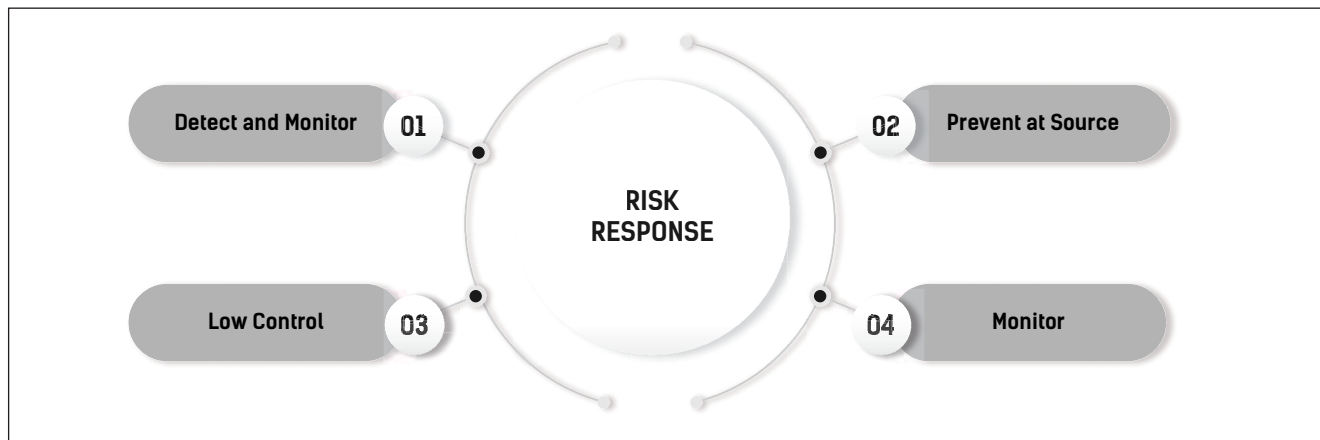 Detect and Monitor
01
02
Prevent at Source
RISK
RESPONSE
Low Control
03
04
Monitor